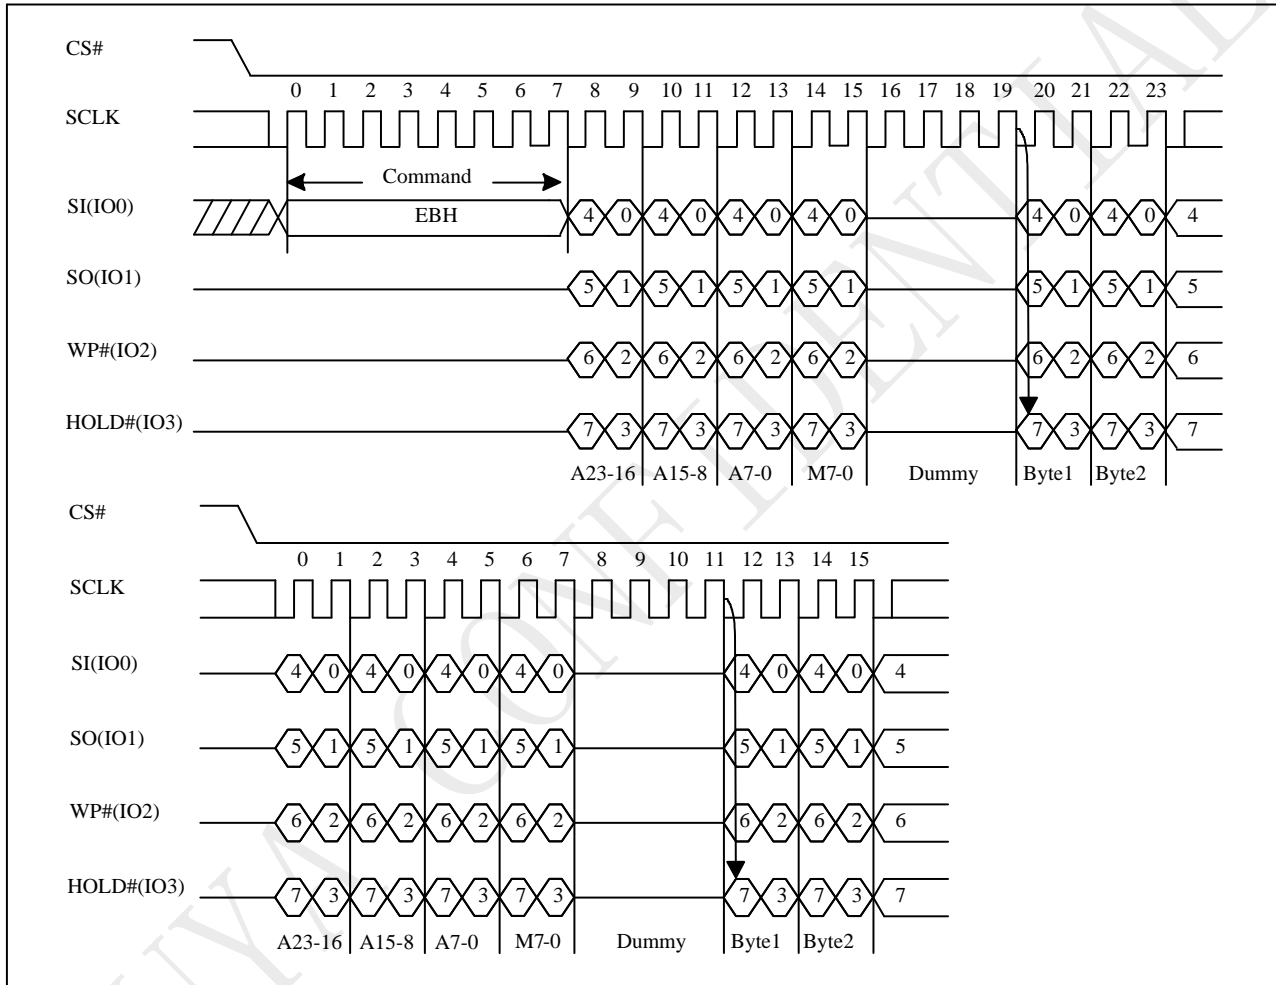 CS#
0 1 2 3 4 5 6 7 8 9 10 11 12 13 14 15 16 17 18 19 20 21 22 23
SCLK
Command
SI(IO0) EBH 4 0 4 0 4 0 4 0 4 0 4 0 4
SO(IO1) 5 1 5 1 5 1 5 1 5 1 5 1 5
WP#(IO2) 6 2 6 2 6 2 6 2 6 2 6 2 6
HOLD#(IO3) 7 3 7 3 7 3 7 3 7 3 7 3 7
A23-16 A15-8 A7-0 M7-0 Dummy Byte1 Byte2
CS#
0 1 2 3 4 5 6 7 8 9 10 11 12 13 14 15
SCLK
SI(IO0) 4 0 4 0 4 0 4 0 4 0 4 0 4
SO(IO1) 5 1 5 1 5 1 5 1 5 1 5 1 5
WP#(IO2) 6 2 6 2 6 2 6 2 6 2 6 2 6
HOLD#(IO3) 7 3 7 3 7 3 7 3 7 3 7 3 7
A23-16 A15-8 A7-0 M7-0 Dummy Byte1 Byte2
CONFIDENTIAL